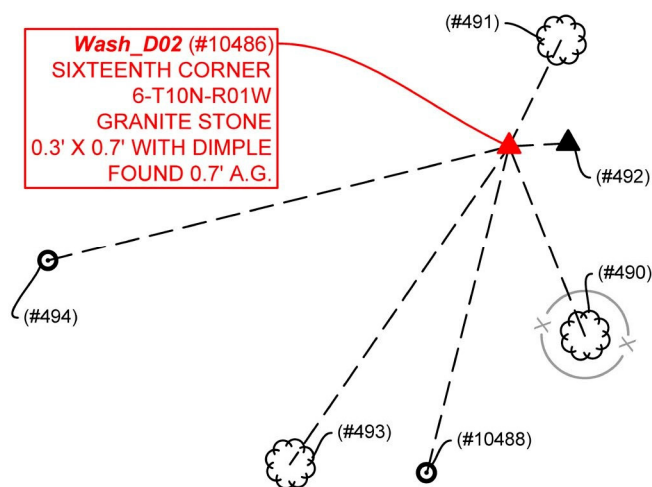 Wash_D02 (#10486)
SIXTEENTH CORNER
6-T10N-R01W
GRANITE STONE
0.3' X 0.7' WITH DIMPLE
FOUND 0.7' A.G.
(#491)
(#492)
(#490)
(#494)
(#493)
(#10488)